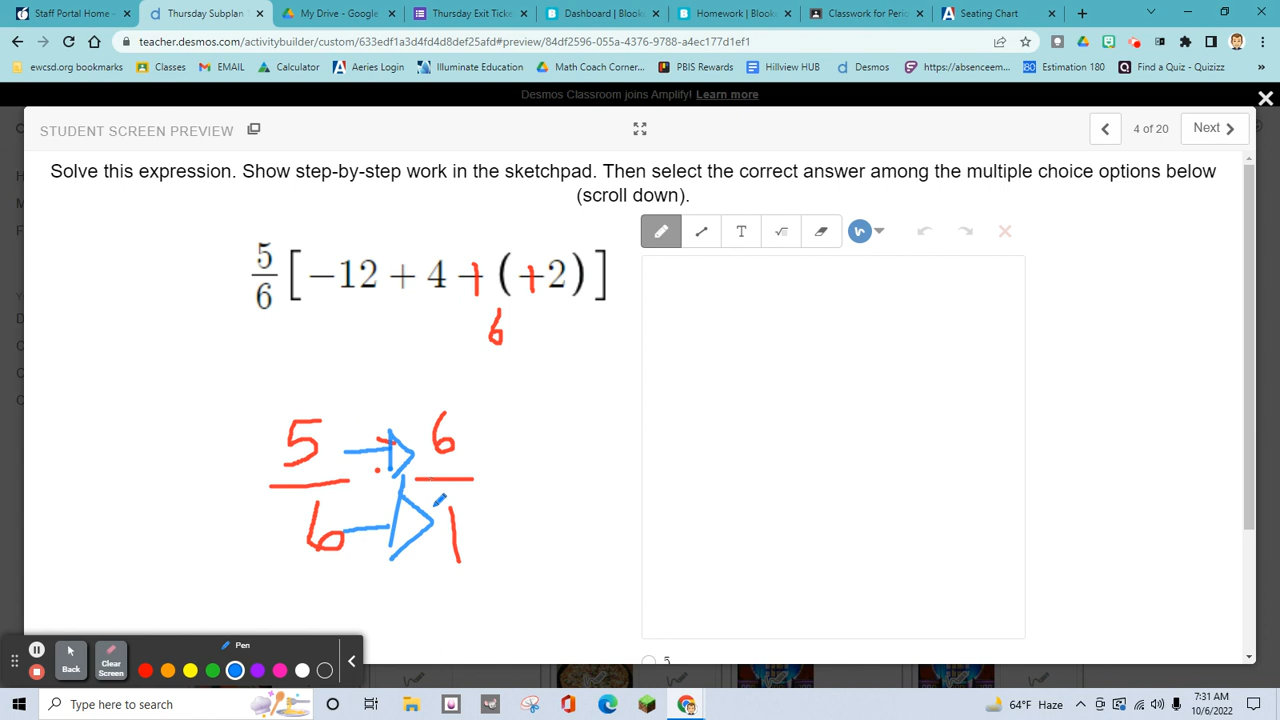 Staff Portal Home -
Thursday Subplan
My Drive - Google
Thursday Exit Ticke
Dashboard | Blooke
Homework | Blooke
Classwork for Peric
Seating Chart
teacher.desmos.com/activitybuilder/custom/633edf1a3d4fd4d8def25afd#preview/84df2596-055a-4376-9788-a4ec177d1ef1
ewcsd.org bookmarks
Classes
EMAIL
Calculator
Aeries Login
Illuminate Education
Math Coach Corner...
PBIS Rewards
Hillview HUB
Desmos
https://absenceem...
Estimation 180
Find a Quiz - Quizizz
Desmos Classroom joins Amplify! Learn more
STUDENT SCREEN PREVIEW
4 of 20
Next
Solve this expression. Show step-by-step work in the sketchpad. Then select the correct answer among the multiple choice options below
(scroll down).
5/6 [−12 + 4 + (+2)]
6
5 6
6 1
5
Pen
Back
Clear
Screen
Type here to search
64°F Haze
7:31 AM
10/6/2022